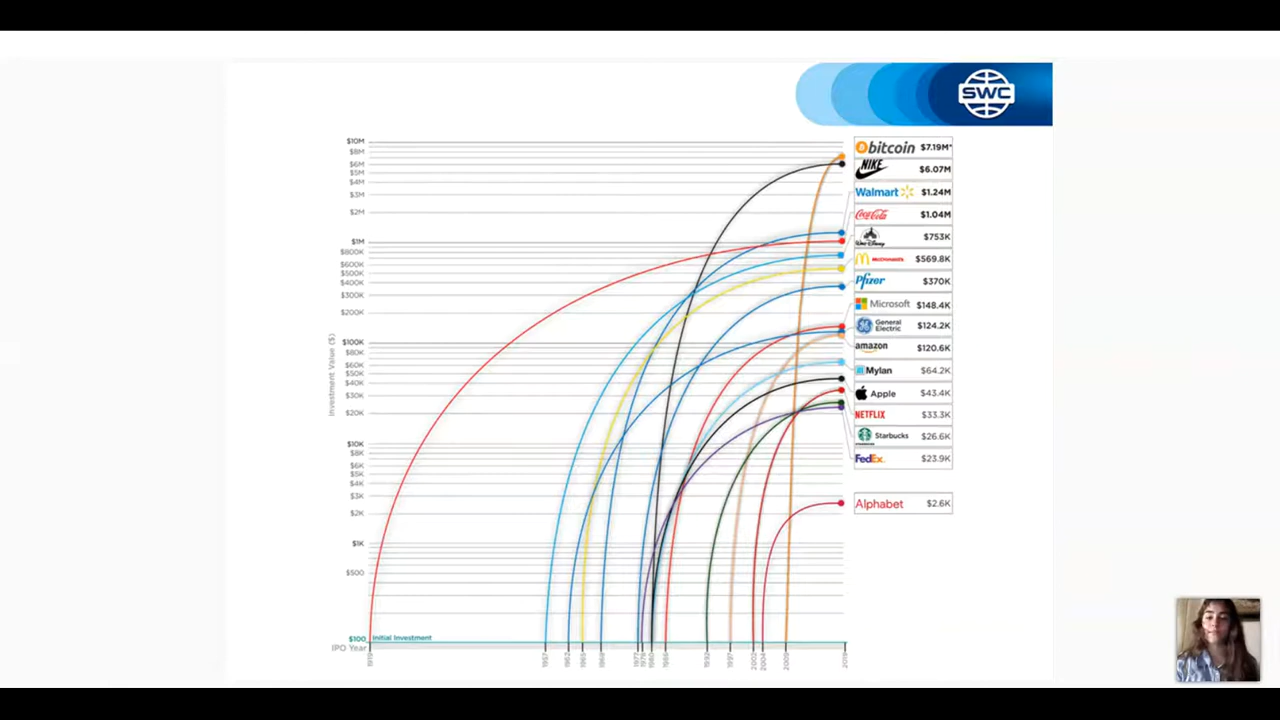 SWC
$10M
$8M
$6M
$5M
$4M
$3M
$2M
$1M
$800K
$600K
$500K
$400K
$300K
$200K
$100K
$80K
$60K
$50K
$40K
$30K
$20K
$10K
$8K
$6K
$5K
$4K
$3K
$2K
$1K
$500
$100
Investment Value ($)
Initial Investment
IPO Year
bitcoin $7.19M*
NIKE $6.07M
Walmart $1.24M
Coca-Cola $1.04M
WALT DISNEY $753K
McDONALD'S $569.8K
Pfizer $370K
Microsoft $148.4K
General
Electric $124.2K
amazon $120.6K
Mylan $64.2K
Apple $43.4K
NETFLIX $33.3K
Starbucks $26.6K
FedEx $23.9K
Alphabet $2.6K